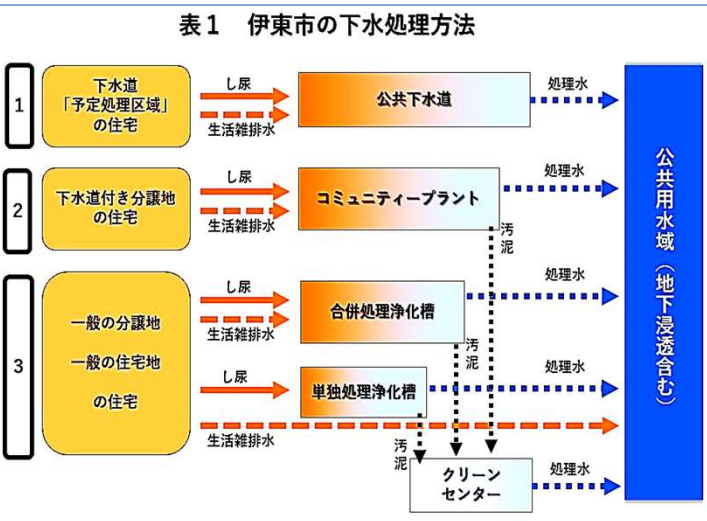 表１　伊東市の下水処理方法
1
下水道
「予定処理区域」
の住宅
し尿
生活雑排水
公共下水道
処理水
2
下水道付き分譲地
の住宅
し尿
生活雑排水
コミュニティープラント
処理水
汚泥
3
一般の分譲地
一般の住宅地
の住宅
し尿
生活雑排水
合併処理浄化槽
処理水
汚泥
し尿
単独処理浄化槽
処理水
生活雑排水
汚泥
クリーン
センター
処理水
公共用水域（地下浸透含む）